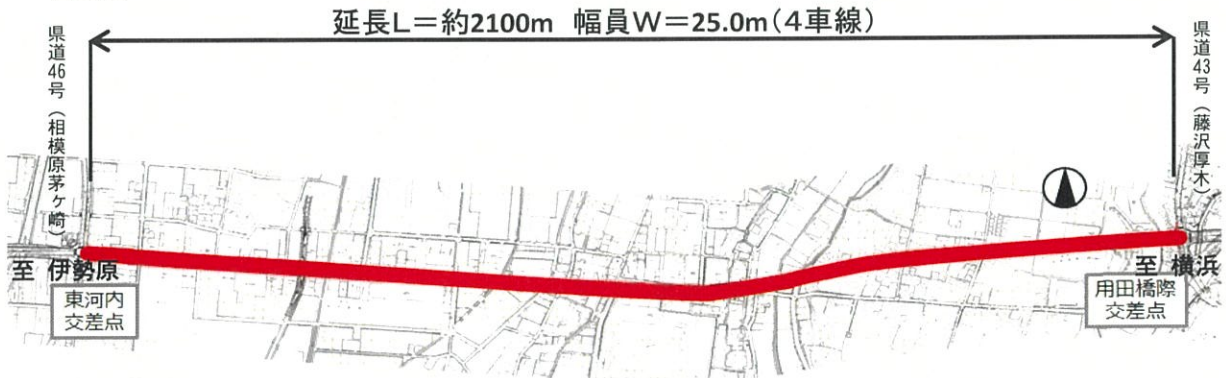 延長L=約2100m 幅員W=25.0m(4車線)
県道46号(相模原茅ヶ崎)
県道43号(藤沢厚木)
至 伊勢原
東河内
交差点
至 横浜
用田橋際
交差点